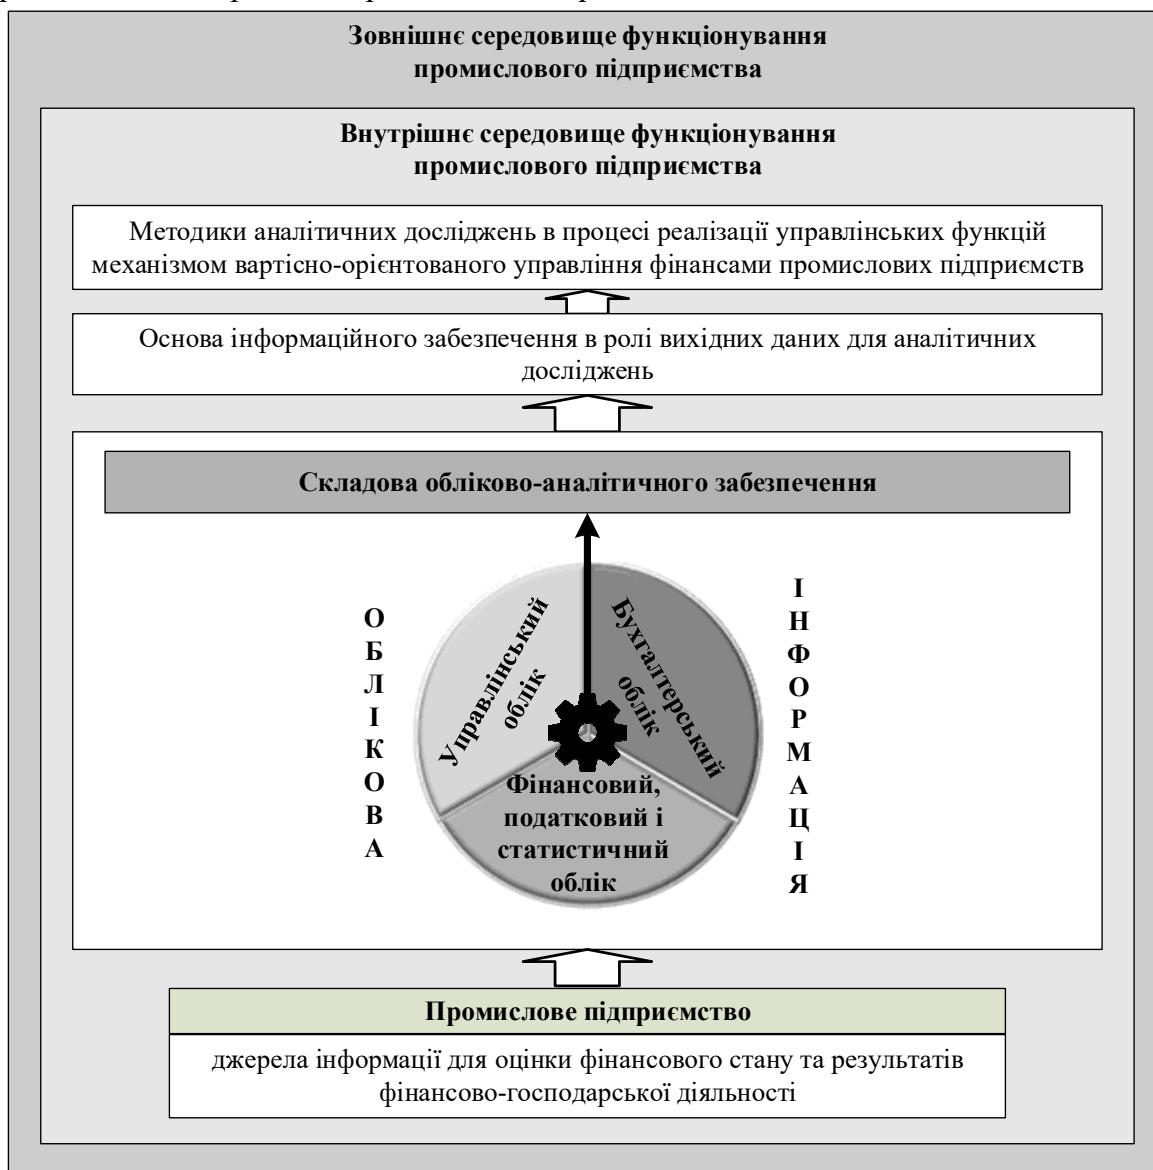 Зовнішнє середовище функціонування
промислового підприємства
Внутрішнє середовище функціонування
промислового підприємства
Методики аналітичних досліджень в процесі реалізації управлінських функцій
механізмом вартісно-орієнтованого управління фінансами промислових підприємств
Основа інформаційного забезпечення в ролі вихідних даних для аналітичних
досліджень
Складова обліково-аналітичного забезпечення
ОБЛІКОВА
Управлінський
облік
Бухгалтерський
облік
Фінансовий,
податковий і
статистичний
облік
ІНФОРМАЦІЯ
Промислове підприємство
джерела інформації для оцінки фінансового стану та результатів
фінансово-господарської діяльності